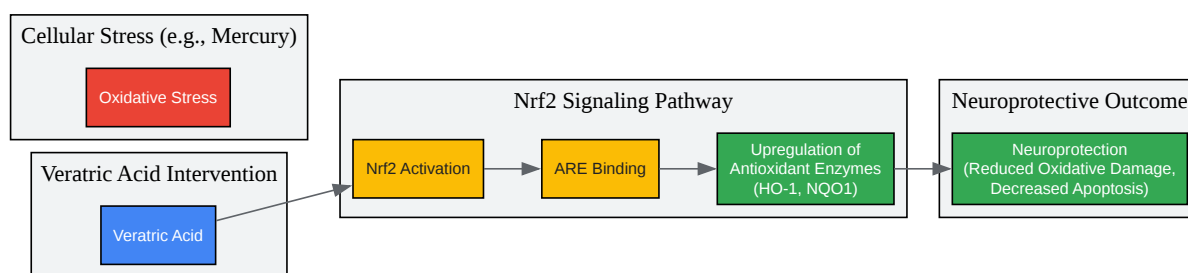 Cellular Stress (e.g., Mercury)
Oxidative Stress
Veratric Acid Intervention
Veratric Acid
Nrf2 Signaling Pathway
Nrf2 Activation
ARE Binding
Upregulation of
Antioxidant Enzymes
(HO-1, NQO1)
Neuroprotective Outcome
Neuroprotection
(Reduced Oxidative Damage,
Decreased Apoptosis)